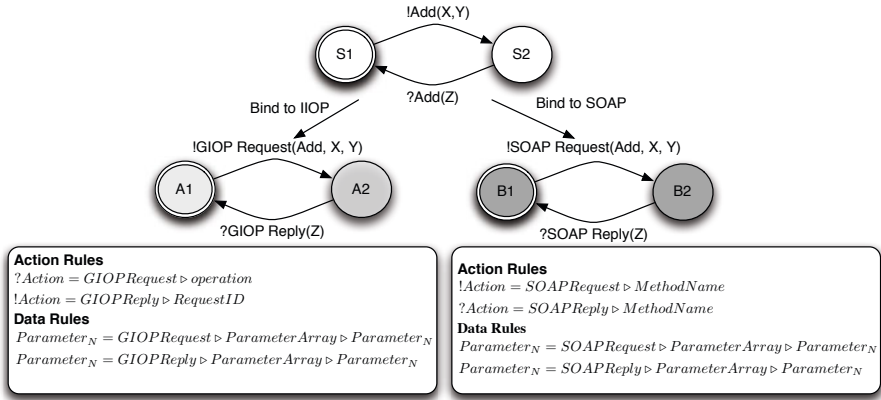 !Add(X,Y)
S1
S2
?Add(Z)
Bind to IIOP
Bind to SOAP
!GIOP Request(Add, X, Y)
A1
A2
?GIOP Reply(Z)
!SOAP Request(Add, X, Y)
B1
B2
?SOAP Reply(Z)
Action Rules
?Action = GIOPRequest ▹ operation
!Action = GIOPReply ▹ RequestID
Data Rules
Parameter_N = GIOPRequest ▹ ParameterArray ▹ Parameter_N
Parameter_N = GIOPReply ▹ ParameterArray ▹ Parameter_N
Action Rules
!Action = SOAPRequest ▹ MethodName
?Action = SOAPReply ▹ MethodName
Data Rules
Parameter_N = SOAPRequest ▹ ParameterArray ▹ Parameter_N
Parameter_N = SOAPReply ▹ ParameterArray ▹ Parameter_N